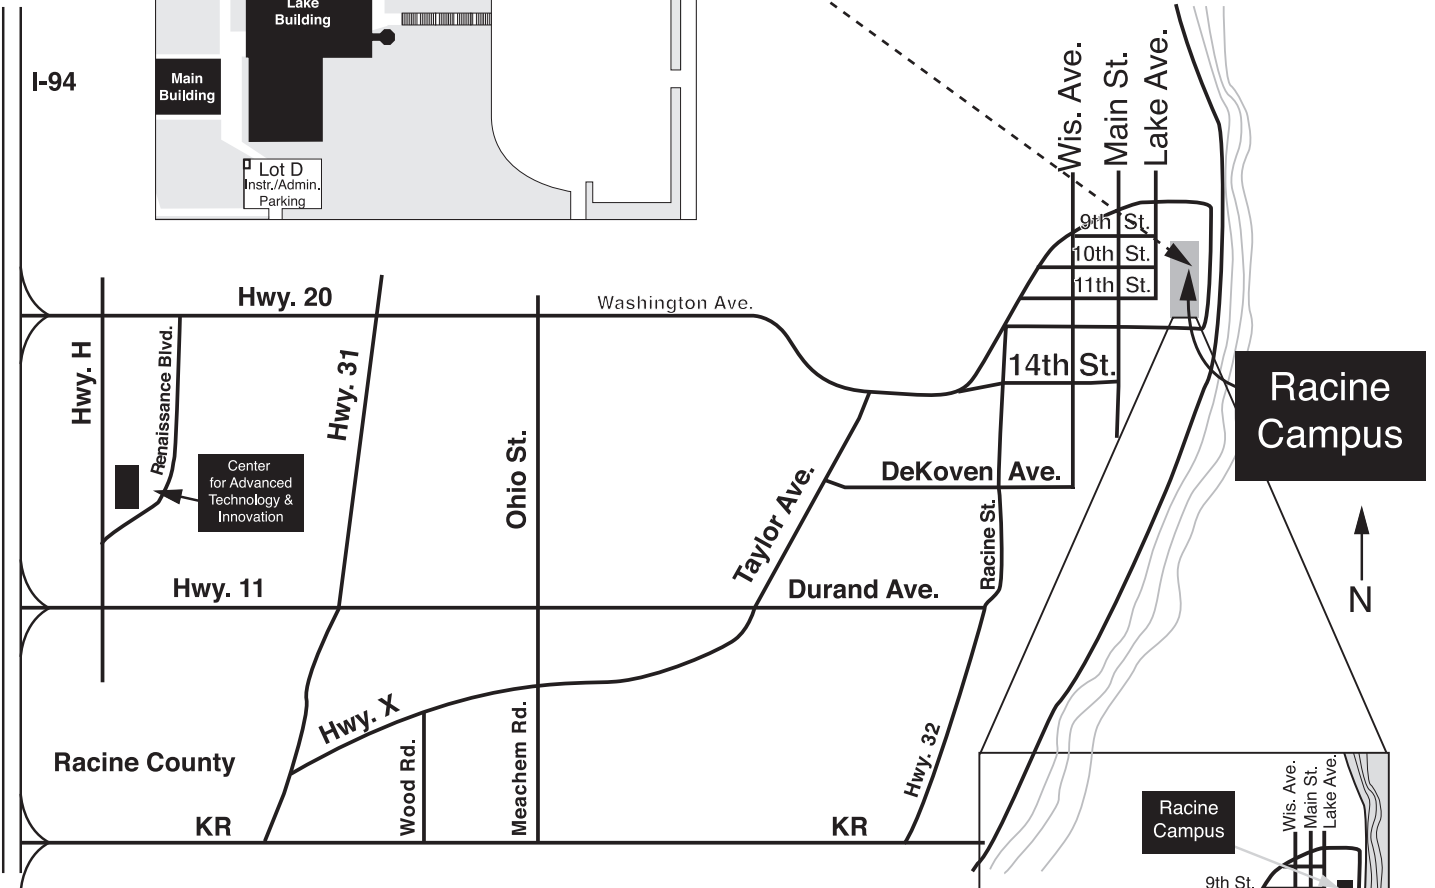 Lake
Building
I-94
Main
Building
Lot D
Instr./Admin.
Parking
Wis. Ave.
Main St.
Lake Ave.
9th St.
10th St.
11th St.
Hwy. 20
Washington Ave.
Hwy. H
Renaissance Blvd.
Hwy. 31
14th St.
Racine
Campus
Center
for Advanced
Technology &
Innovation
Ohio St.
Taylor Ave.
DeKoven Ave.
Racine St.
N
Hwy. 11
Durand Ave.
Hwy. X
Racine County
Wood Rd.
Meachem Rd.
Hwy. 32
KR
KR
Racine
Campus
Wis. Ave.
Main St.
Lake Ave.
9th St.